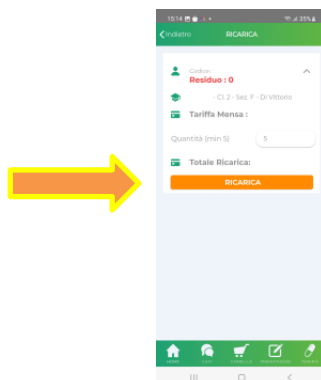 15:14 35%
Indietro RICARICA
Codice:
Residuo : 0
- Cl. 2 - Sez. F - Di Vittorio
Tariffa Mensa :
Quantità (min 5) 5
Totale Ricarica:
RICARICA
HOME